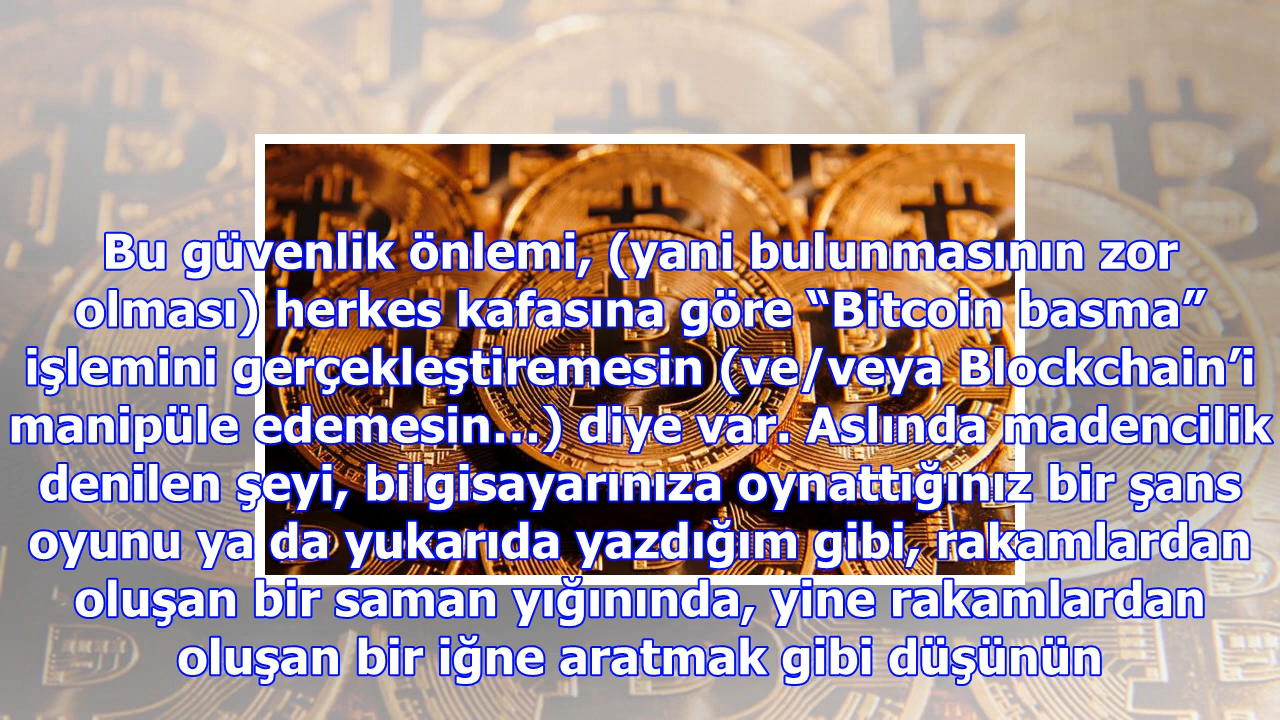 Bu güvenlik önlemi, (yani bulunmasının zor
olması) herkes kafasına göre “Bitcoin basma”
işlemini gerçekleştiremesin (ve/veya Blockchain’i
manipüle edemesin...) diye var. Aslında madencilik
denilen şeyi, bilgisayarınıza oynattığınız bir şans
oyunu ya da yukarıda yazdığım gibi, rakamlardan
oluşan bir saman yığınında, yine rakamlardan
oluşan bir iğne aratmak gibi düşünün